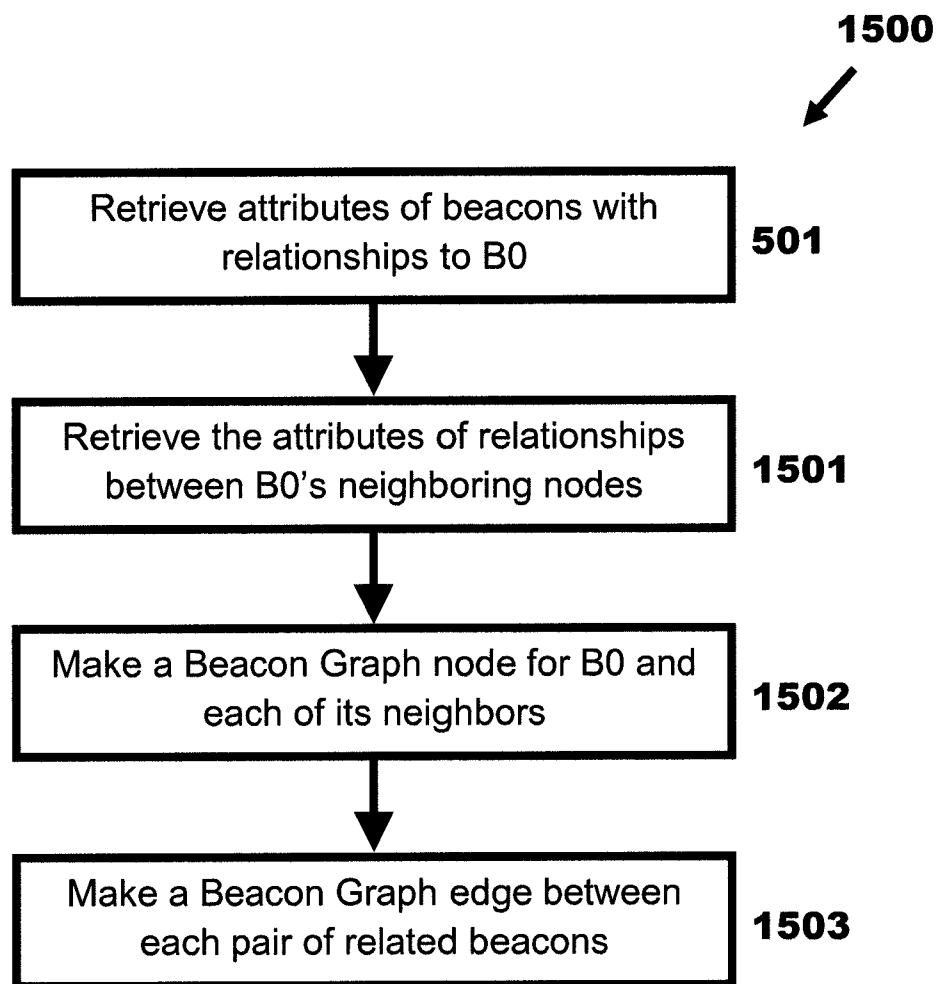 1500
Retrieve attributes of beacons with
relationships to B0
501
Retrieve the attributes of relationships
between B0's neighboring nodes
1501
Make a Beacon Graph node for B0 and
each of its neighbors
1502
Make a Beacon Graph edge between
each pair of related beacons
1503